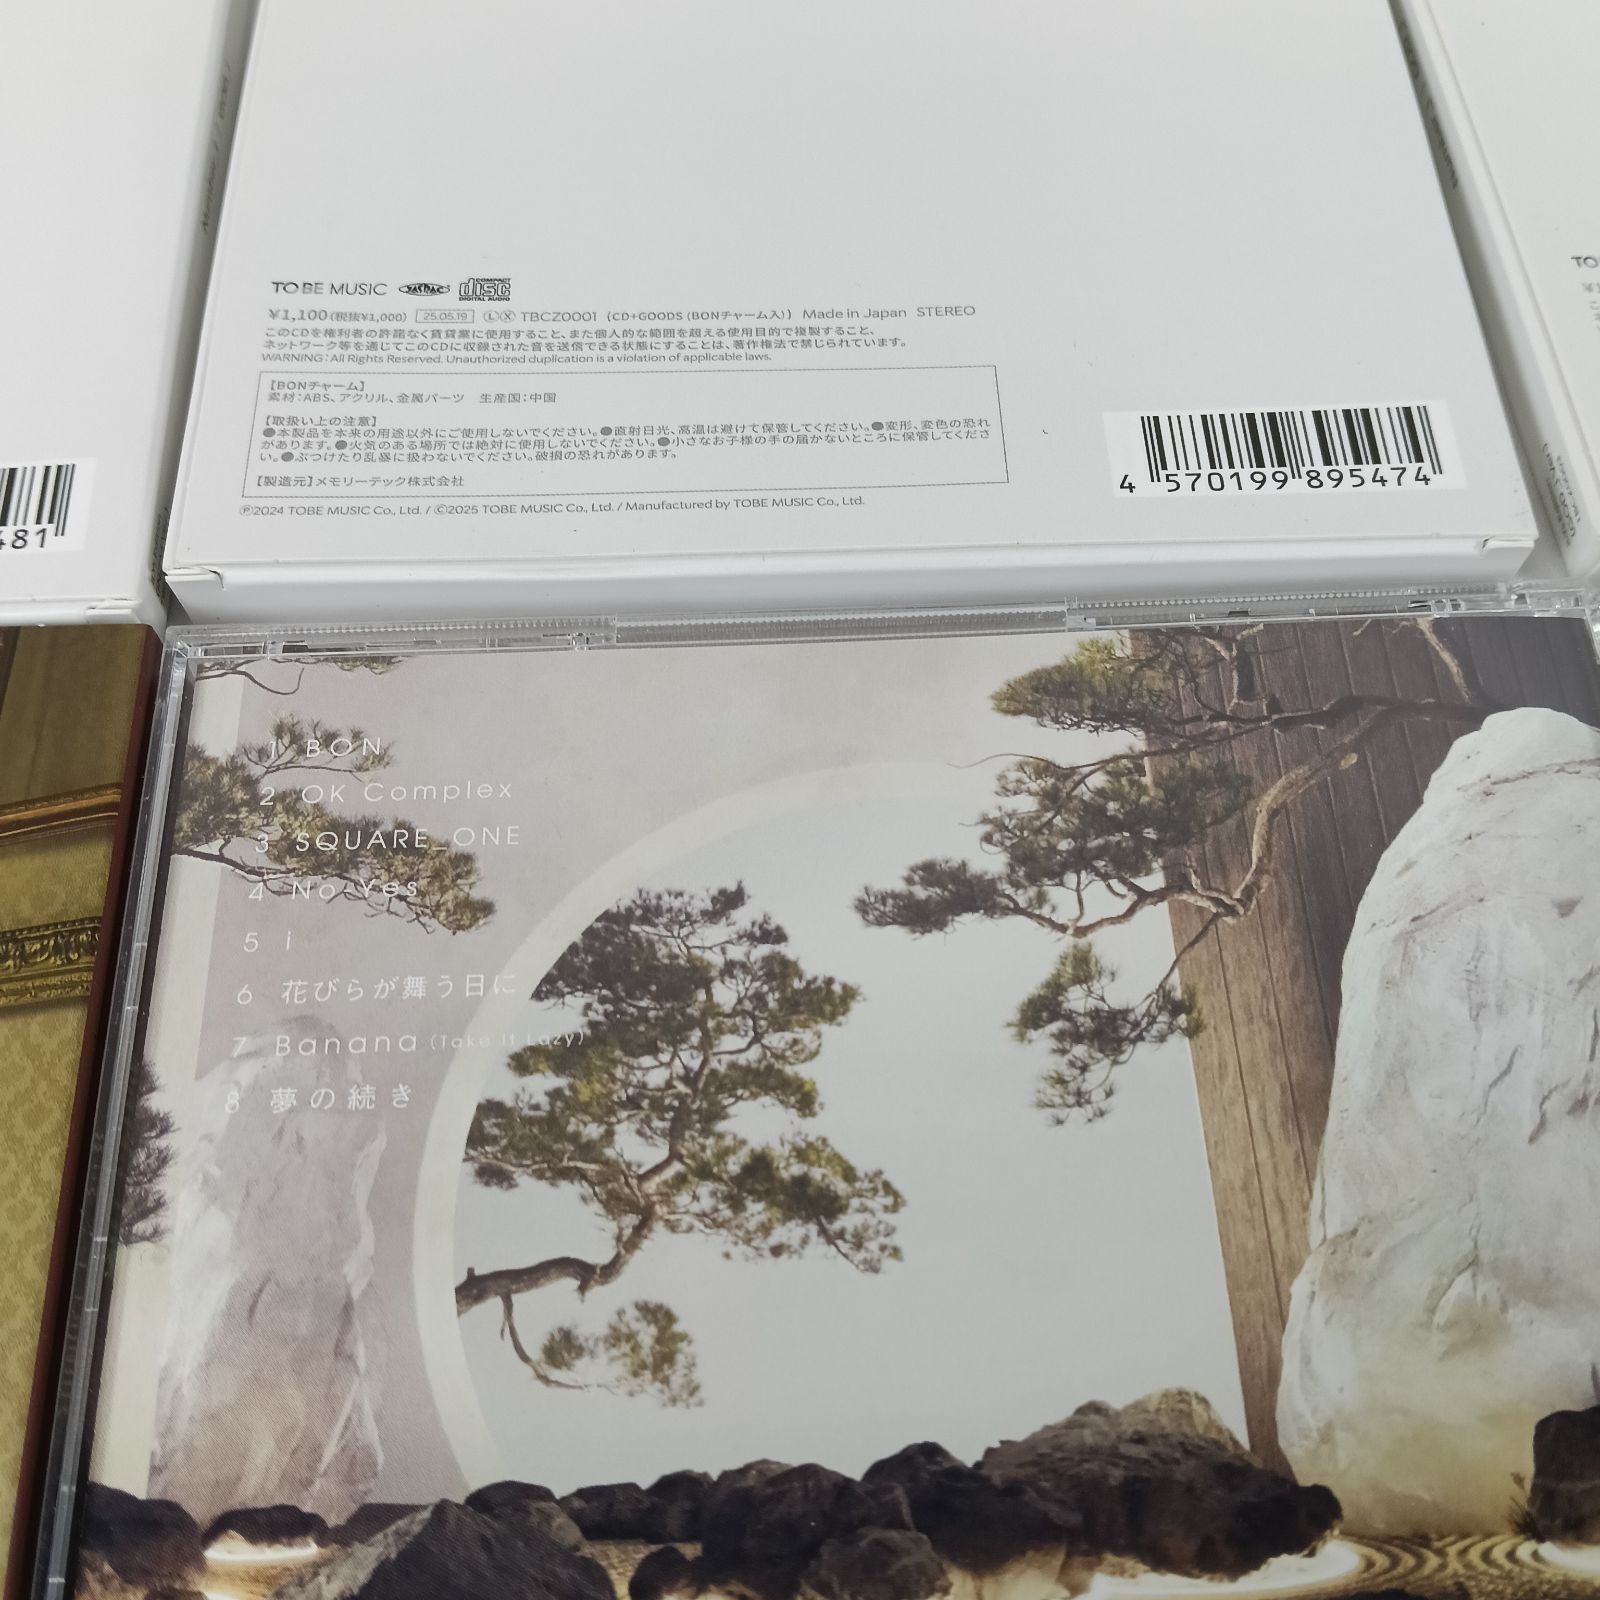 TOBE MUSIC JASRAC COMPACT disc DIGITAL AUDIO
¥1,100(税抜¥1,000) 25.05.19 Ⓛ Ⓧ TBCZ0001 (CD+GOODS (BONチャーム入)) Made in Japan STEREO
このCDを権利者の許諾なく賃貸業に使用すること、また個人的な範囲を超える使用目的で複製すること、
ネットワーク等を通じてこのCDに収録された音を送信できる状態にすることは、著作権法で禁じられています。
WARNING: All Rights Reserved. Unauthorized duplication is a violation of applicable laws.
【BONチャーム】
素材:ABS、アクリル、金属パーツ 生産国:中国
【取扱い上の注意】
●本製品を本来の用途以外にご使用しないでください。●直射日光、高温は避けて保管してください。●変形、変色の恐れ
があります。●火気のある場所では絶対に使用しないでください。●小さなお子様の手の届かないところに保管してくださ
い。●ぶつけたり乱暴に扱わないでください。破損の恐れがあります。
【製造元】メモリーテック株式会社
Ⓟ2024 TOBE MUSIC Co., Ltd. / Ⓒ2025 TOBE MUSIC Co., Ltd. / Manufactured by TOBE MUSIC Co., Ltd.
4 570199 895474
481
TO
1 BON
2 OK Complex
3 SQUARE_ONE
4 No-Yes
5 i
6 花びらが舞う日に
7 Banana (Take It Lazy)
8 夢の続き